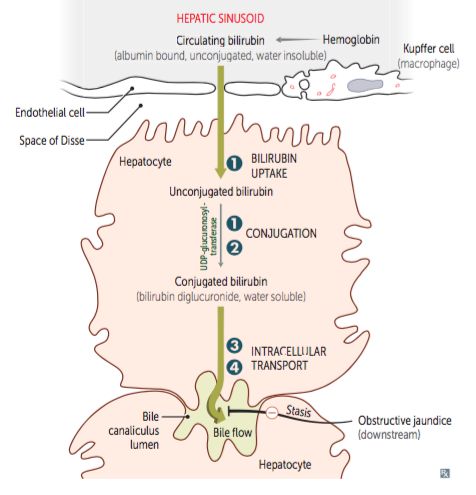 HEPATIC SINUSOID
Circulating bilirubin
Hemoglobin
(albumin bound, unconjugated, water insoluble)
Kupffer cell
(macrophage)
Endothelial cell
Space of Disse
Hepatocyte
1 BILIRUBIN
UPTAKE
Unconjugated bilirubin
UDP-glucuronosyl-
transferase
1
2
CONJUGATION
Conjugated bilirubin
(bilirubin diglucuronide, water soluble)
3
4
INTRACELLULAR
TRANSPORT
Bile
canaliculus
lumen
Bile flow
Stasis
Obstructive jaundice
(downstream)
Hepatocyte